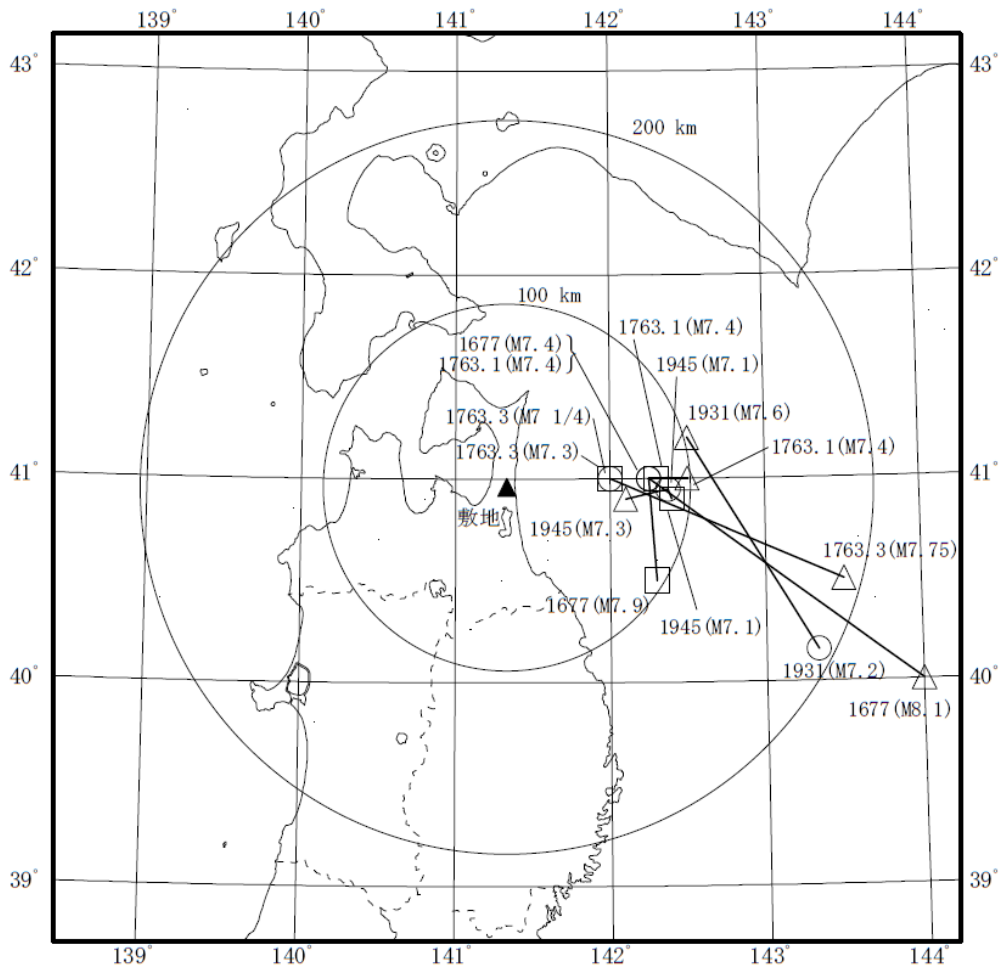 139° 140° 141° 142° 143° 144°
43° 43°
200 km
42° 42°
100 km
1763.1(M7.4)
1677(M7.4)
1763.1(M7.4)
1945(M7.1)
1931(M7.6)
1763.3(M7 1/4)
1763.1(M7.4)
1763.3(M7.3)
41° 41°
敷地
1945(M7.3)
1763.3(M7.75)
1677(M7.9)
1945(M7.1)
1931(M7.2)
40° 40°
1677(M8.1)
39° 39°
139° 140° 141° 142° 143° 144°